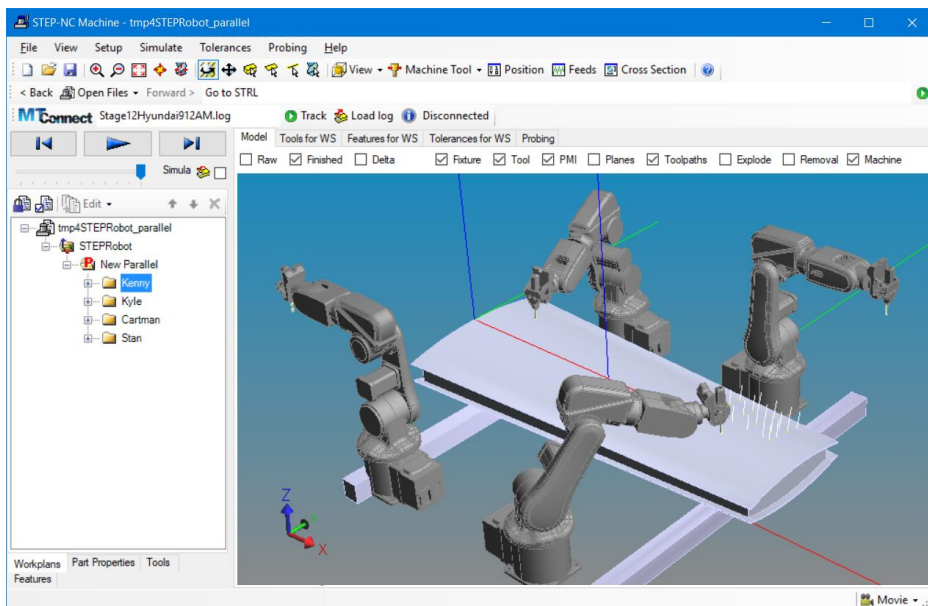 STEP-NC Machine - tmp4STEPRobot_parallel
File View Setup Simulate Tolerances Probing Help
View Machine Tool Position Feeds Cross Section
< Back Open Files Forward > Go to STRL
MTConnect Stage12Hyundai912AM.log Track Load log Disconnected
Model Tools for WS Features for WS Tolerances for WS Probing
Raw Finished Delta Fixture Tool PMI Planes Toolpaths Explode Removal Machine
Simula
Edit
tmp4STEPRobot_parallel
STEPRobot
New Parallel
Kenny
Kyle
Cartman
Stan
Z
X
Workplans Part Properties Tools
Features
Movie